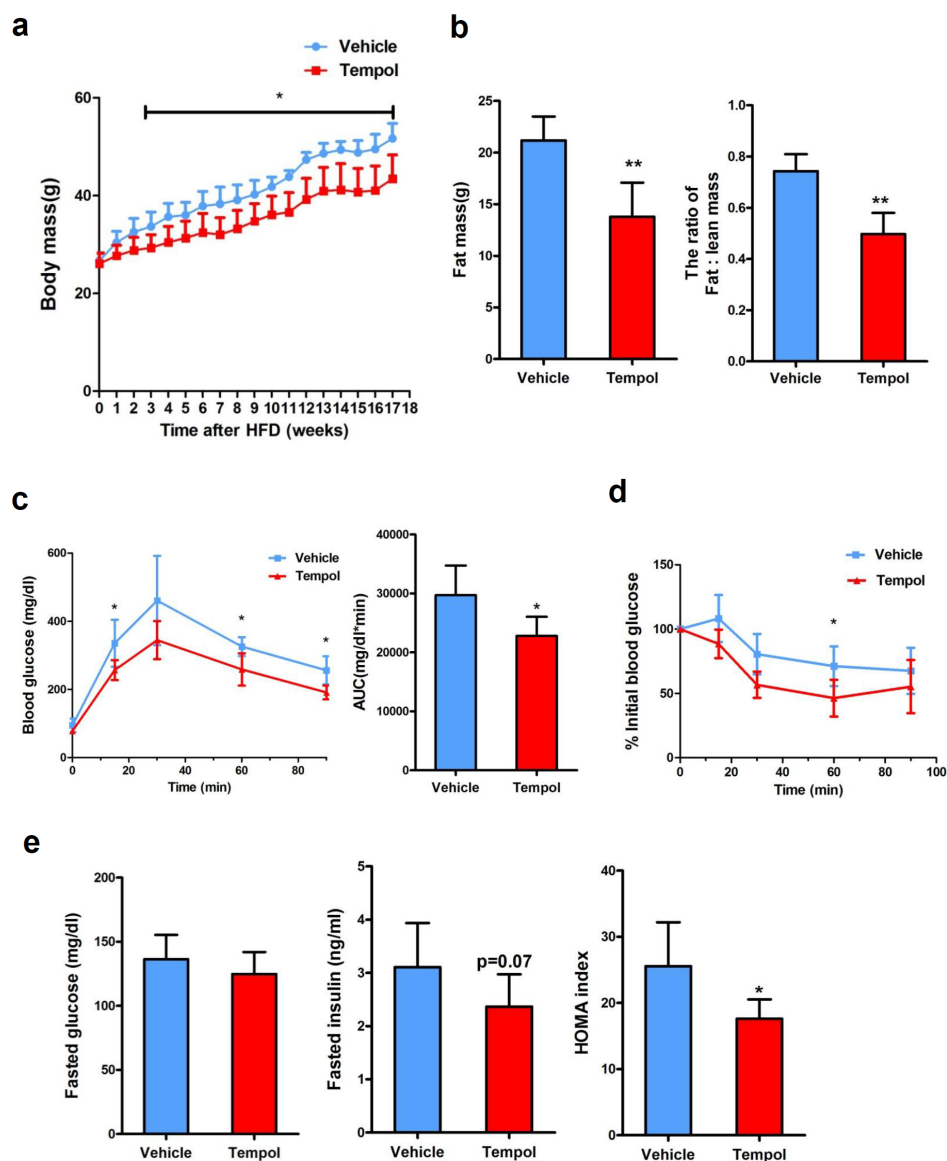 a
Vehicle
Tempol
*
Body mass(g)
60
40
20
0
0 1 2 3 4 5 6 7 8 9 10 11 12 13 14 15 16 17 18
Time after HFD (weeks)
b
Fat mass(g)
25
20
15
10
5
0
**
Vehicle Tempol
The ratio of
Fat : lean mass
1.0
0.8
0.6
0.4
0.2
0.0
**
Vehicle Tempol
c
Blood glucose (mg/dl)
600
400
200
0
Vehicle
Tempol
* * *
0 20 40 60 80
Time (min)
AUC(mg/dl*min)
40000
30000
20000
10000
0
*
Vehicle Tempol
d
% Initial blood glucose
150
100
50
0
Vehicle
Tempol
*
0 20 40 60 80 100
Time (min)
e
Fasted glucose (mg/dl)
200
150
100
50
0
Vehicle Tempol
Fasted insulin (ng/ml)
5
4
3
2
1
0
p=0.07
Vehicle Tempol
HOMA index
40
30
20
10
0
*
Vehicle Tempol